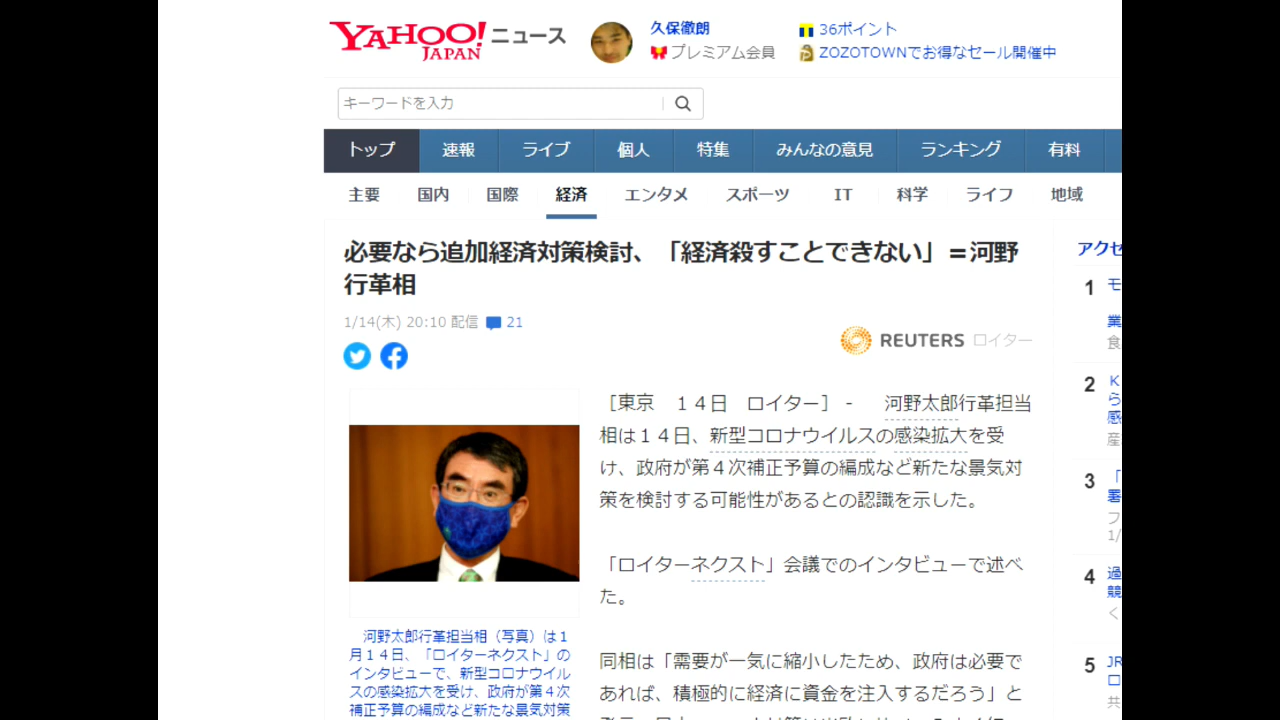 YAHOO! JAPAN ニュース
久保徹朗
プレミアム会員
36ポイント
ZOZOTOWNでお得なセール開催中
キーワードを入力
トップ 速報 ライブ 個人 特集 みんなの意見 ランキング 有料
主要 国内 国際 経済 エンタメ スポーツ IT 科学 ライフ 地域
必要なら追加経済対策検討、「経済殺すことできない」＝河野
行革相
1/14(木) 20:10 配信 21
REUTERS ロイター
［東京　１４日　ロイター］ -　河野太郎行革担当
相は１４日、新型コロナウイルスの感染拡大を受
け、政府が第４次補正予算の編成など新たな景気対
策を検討する可能性があるとの認識を示した。
「ロイターネクスト」会議でのインタビューで述べ
た。
同相は「需要が一気に縮小したため、政府は必要で
あれば、積極的に経済に資金を注入するだろう」と
河野太郎行革担当相（写真）は１
月１４日、「ロイターネクスト」の
インタビューで、新型コロナウイル
スの感染拡大を受け、政府が第４次
補正予算の編成など新たな景気対策
アクセ
1 モ
業
食
2 K
ら
感
産
3 「
署
フ
1/
4 過
競
く
5 JR
ロ
共